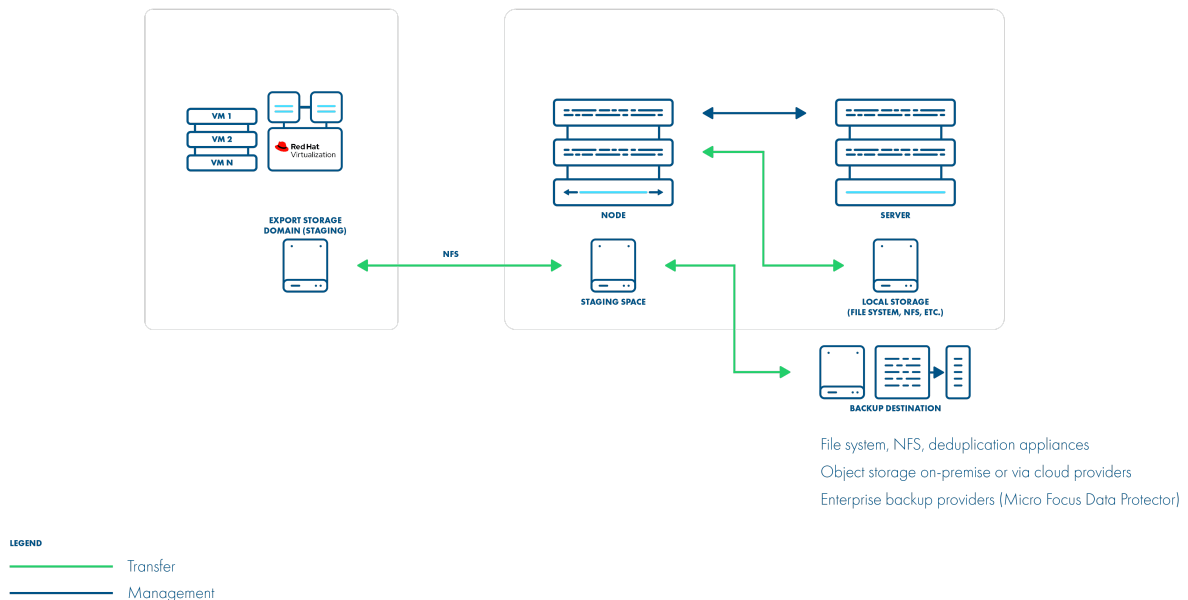 VM 1
VM 2
VM N
Red Hat
Virtualization
EXPORT STORAGE
DOMAIN (STAGING)
NFS
NODE
SERVER
STAGING SPACE
LOCAL STORAGE
(FILE SYSTEM, NFS, ETC.)
BACKUP DESTINATION
File system, NFS, deduplication appliances
Object storage on-premise or via cloud providers
Enterprise backup providers (Micro Focus Data Protector)
LEGEND
Transfer
Management